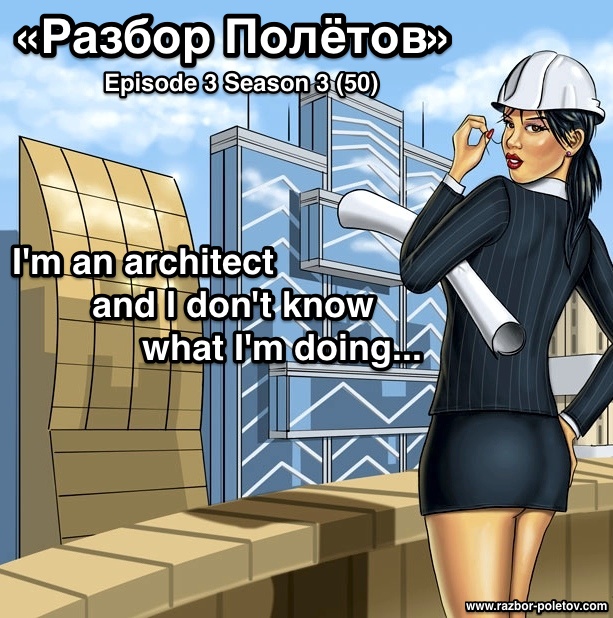 «Разбор Полётов»
Episode 3 Season 3 (50)
I'm an architect
and I don't know
what I'm doing...
www.razbor-poletov.com